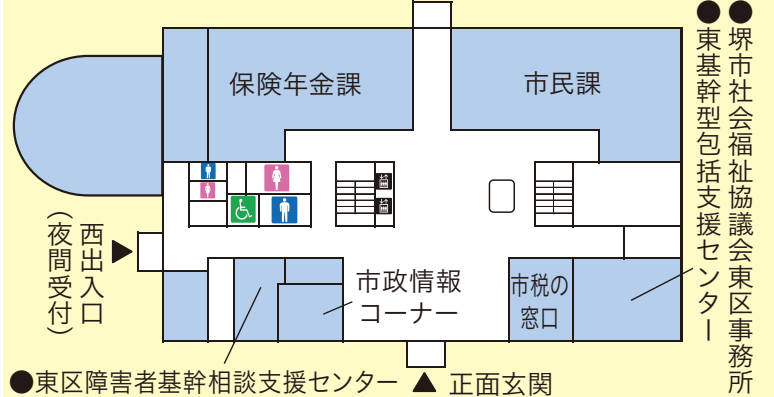 ●堺市社会福祉協議会東区事務所
●東基幹型包括支援センター
保険年金課
市民課
西出入口
(夜間受付)
市政情報
コーナー
市税の
窓口
●東区障害者基幹相談支援センター
正面玄関